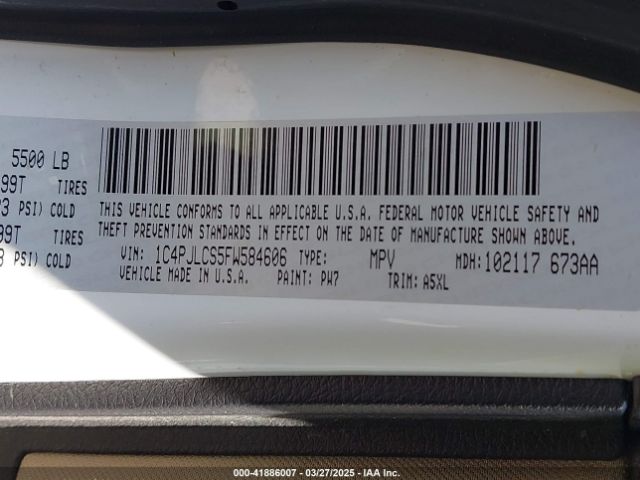 5500 LB
99T TIRES
3 PSI) COLD
99T TIRES
3 PSI) COLD
THIS VEHICLE CONFORMS TO ALL APPLICABLE U.S.A. FEDERAL MOTOR VEHICLE SAFETY AND
THEFT PREVENTION STANDARDS IN EFFECT ON THE DATE OF MANUFACTURE SHOWN ABOVE.
VIN: 1C4PJLCS5FW584606 TYPE: MPV MDH:102117 673AA
VEHICLE MADE IN U.S.A. PAINT: PW7 TRIM: A5XL
000-41886007 • 03/27/2025 • IAA Inc.